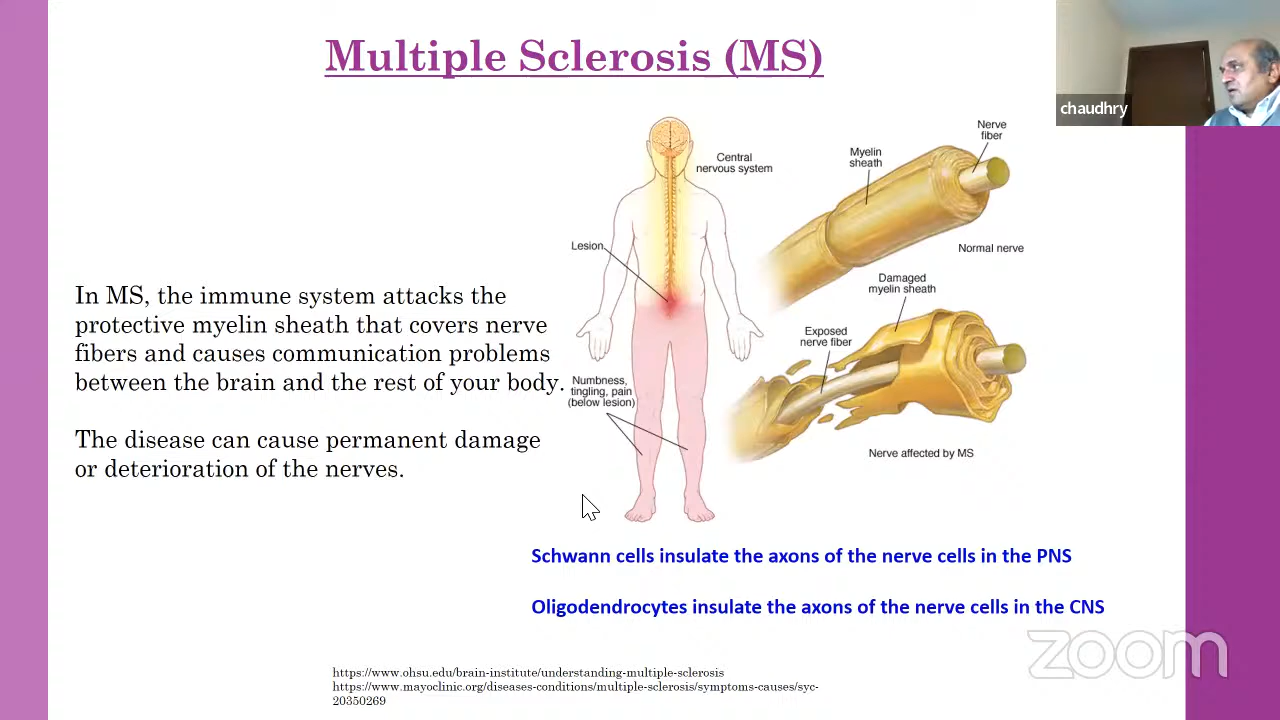 Multiple Sclerosis (MS)
chaudhry
Nerve
fiber
Myelin
sheath
Central
nervous system
Lesion
Normal nerve
Damaged
myelin sheath
Exposed
nerve fiber
In MS, the immune system attacks the
protective myelin sheath that covers nerve
fibers and causes communication problems
between the brain and the rest of your body.
Numbness,
tingling, pain
(below lesion)
The disease can cause permanent damage
or deterioration of the nerves.
Nerve affected by MS
Schwann cells insulate the axons of the nerve cells in the PNS
Oligodendrocytes insulate the axons of the nerve cells in the CNS
zoom
https://www.ohsu.edu/brain-institute/understanding-multiple-sclerosis
https://www.mayoclinic.org/diseases-conditions/multiple-sclerosis/symptoms-causes/syc-
20350269